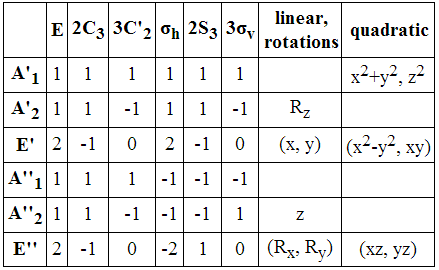 E 2C3 3C'2 σh 2S3 3σv linear, rotations quadratic
A'1 1 1 1 1 1 1 x²+y², z²
A'2 1 1 -1 1 1 -1 Rz
E' 2 -1 0 2 -1 0 (x, y) (x²-y², xy)
A''1 1 1 1 -1 -1 -1
A''2 1 1 -1 -1 -1 1 z
E'' 2 -1 0 -2 1 0 (Rx, Ry) (xz, yz)